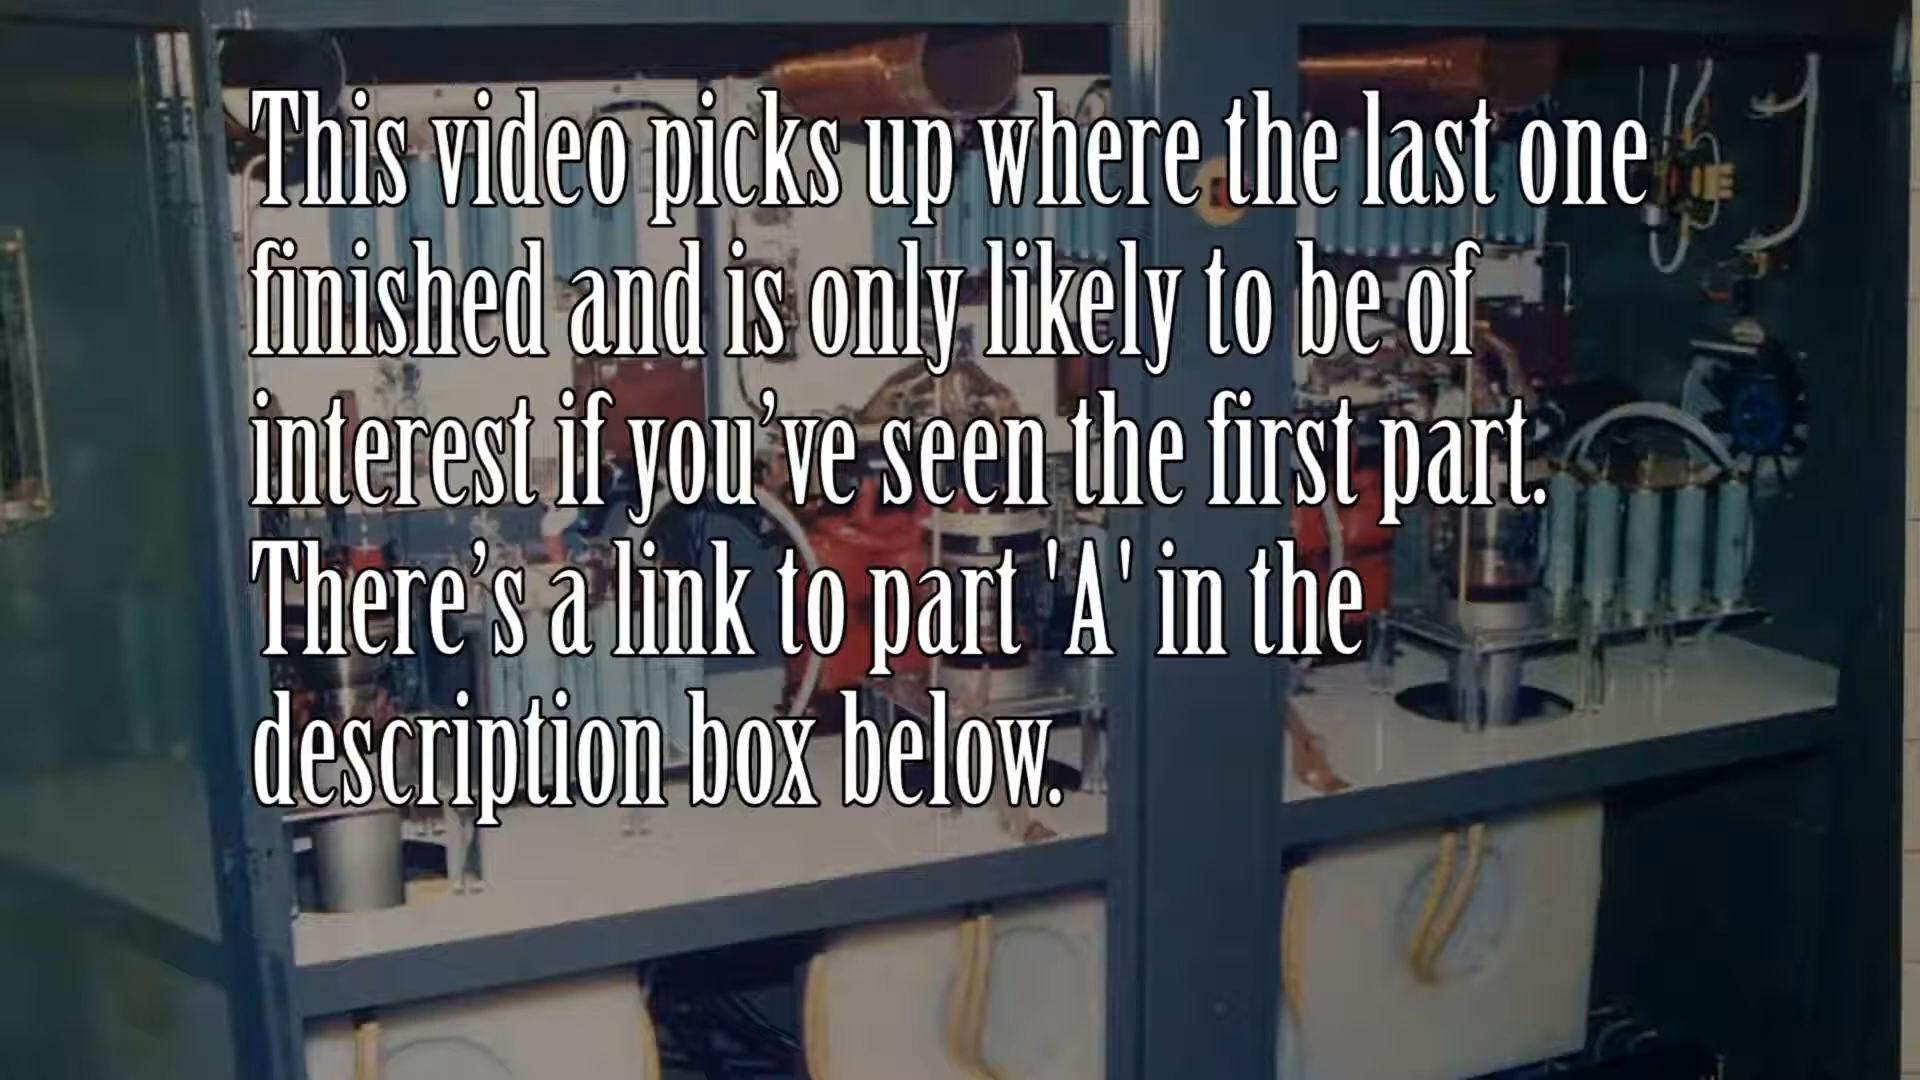 This video picks up where the last one
finished and is only likely to be of
interest if you’ve seen the first part.
There’s a link to part 'A' in the
description box below.